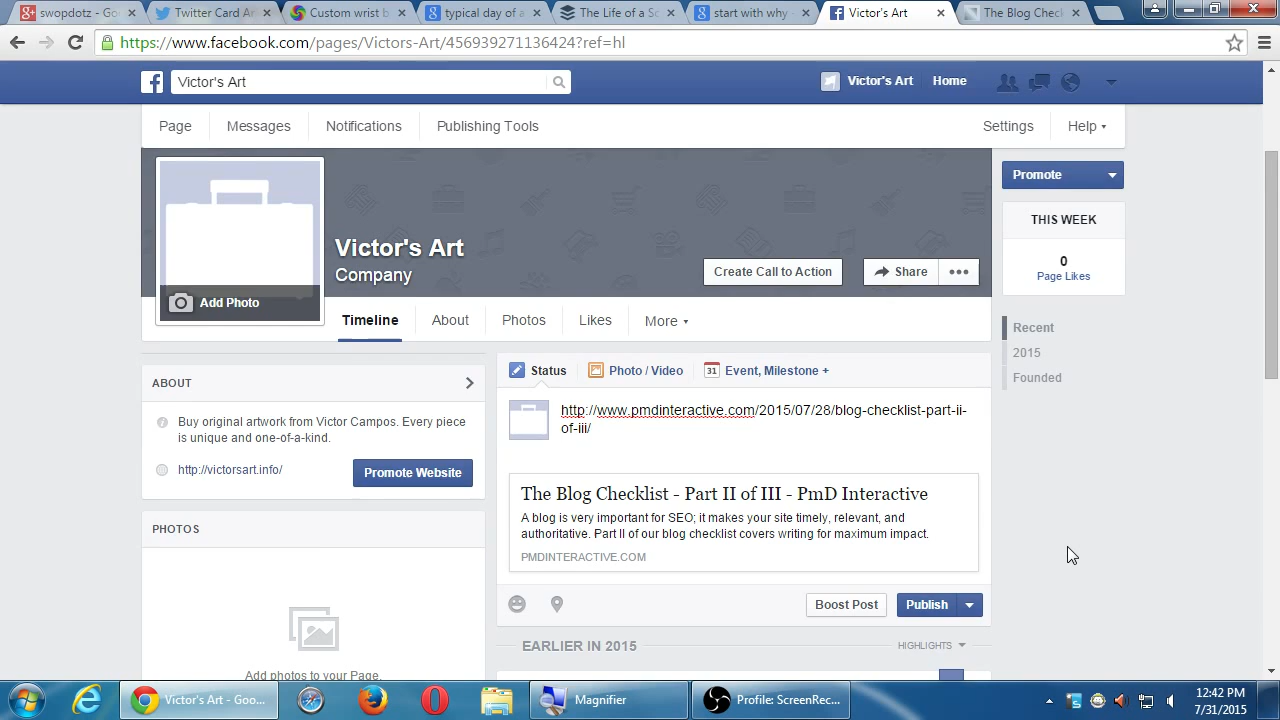 swopdotz - Goo
Twitter Card An
Custom wrist b
typical day of a
The Life of a So
start with why -
Victor's Art
The Blog Check
https://www.facebook.com/pages/Victors-Art/456939271136424?ref=hl
Victor's Art
Victor's Art
Home
Page
Messages
Notifications
Publishing Tools
Settings
Help
Promote
THIS WEEK
0
Page Likes
Victor's Art
Company
Create Call to Action
Share
Add Photo
Timeline
About
Photos
Likes
More
Recent
2015
Founded
ABOUT
Buy original artwork from Victor Campos. Every piece
is unique and one-of-a-kind.
http://victorsart.info/
Promote Website
PHOTOS
Add photos to your Page.
Status
Photo / Video
31
Event, Milestone +
http://www.pmdinteractive.com/2015/07/28/blog-checklist-part-ii-
of-iii/
The Blog Checklist - Part II of III - PmD Interactive
A blog is very important for SEO; it makes your site timely, relevant, and
authoritative. Part II of our blog checklist covers writing for maximum impact.
PMDINTERACTIVE.COM
Boost Post
Publish
EARLIER IN 2015
HIGHLIGHTS
Victor's Art - Goo...
Magnifier
Profile: ScreenRec...
12:42 PM
7/31/2015